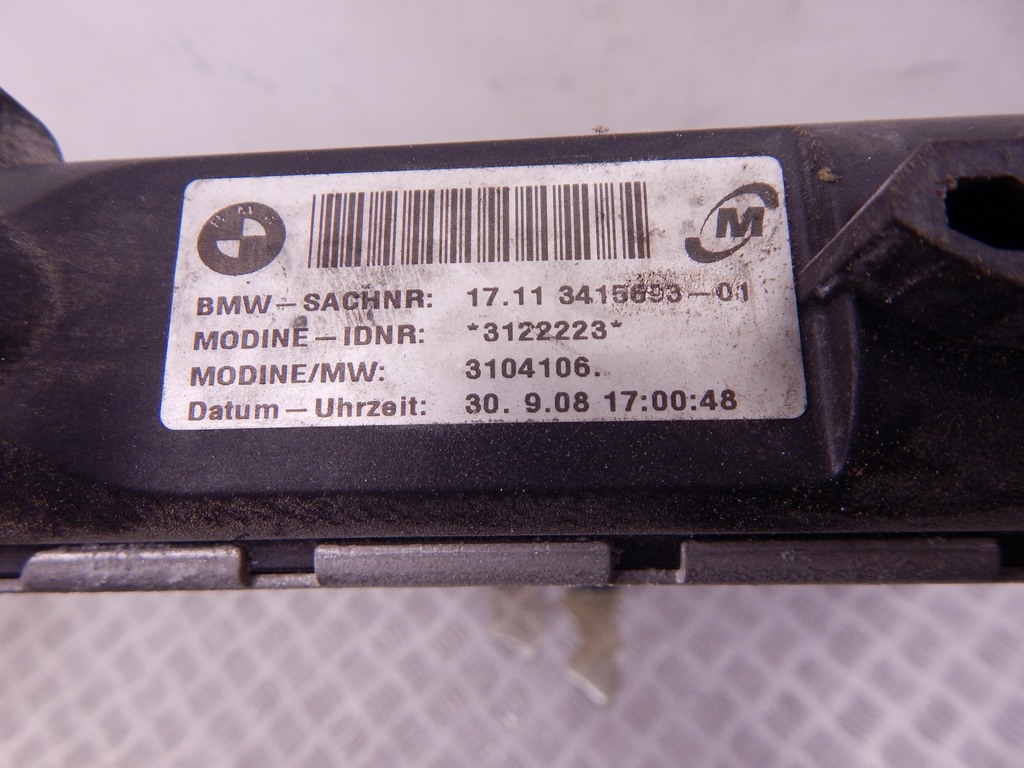 BMW
M
BMW-SACHNR: 17.11 3415693-01
MODINE-IDNR: *3122223*
MODINE/MW: 3104106.
Datum-Uhrzeit: 30. 9.08 17:00:48